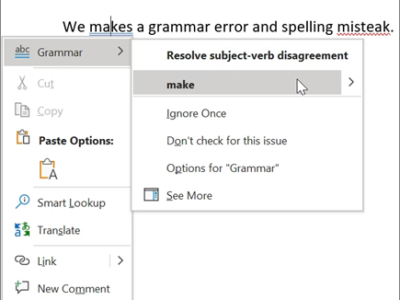 We makes a grammar error and spelling misteak.
Grammar
Resolve subject-verb disagreement
make
Cut
Copy
Ignore Once
Paste Options:
Don't check for this issue
Options for "Grammar"
See More
Smart Lookup
Translate
Link
New Comment